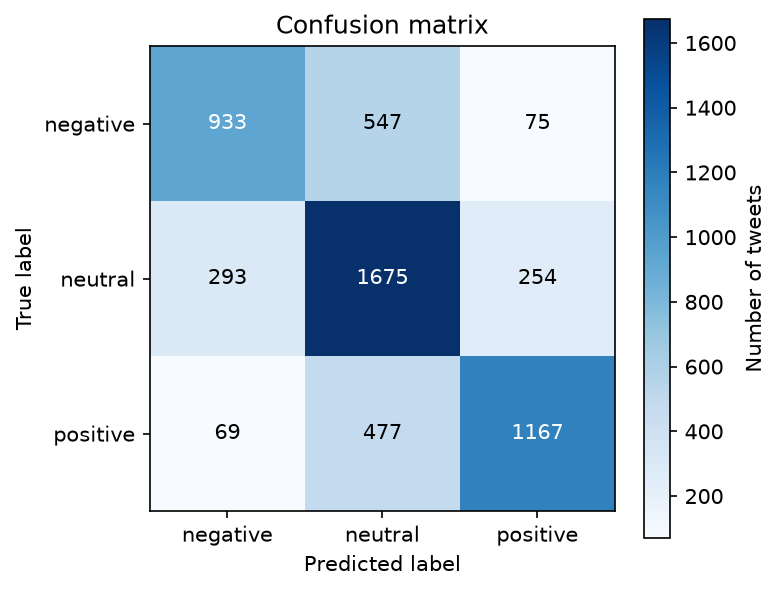 Confusion matrix
negative 933 547 75
neutral 293 1675 254
positive 69 477 1167
negative neutral positive
Predicted label
True label
1600
1400
1200
1000
800
600
400
200
Number of tweets